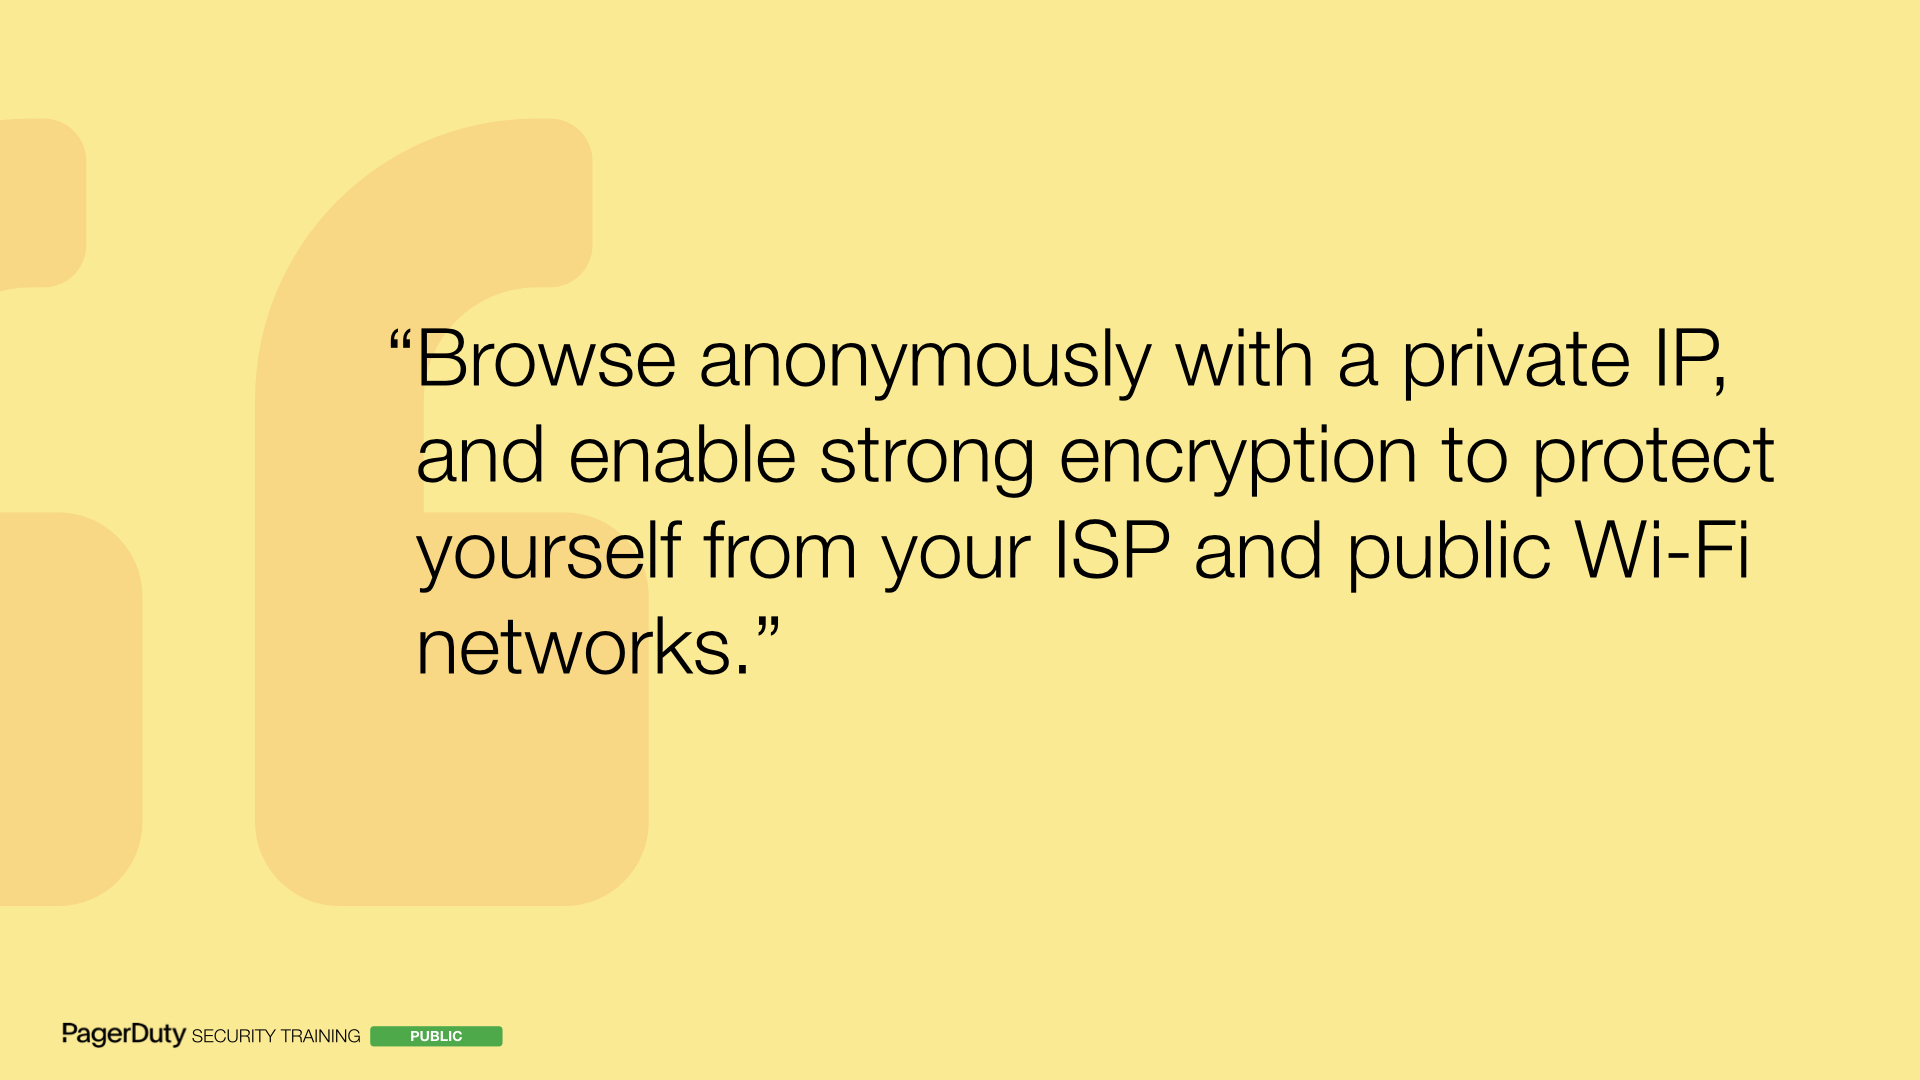 “Browse anonymously with a private IP,
and enable strong encryption to protect
yourself from your ISP and public Wi-Fi
networks.”
PagerDuty SECURITY TRAINING PUBLIC